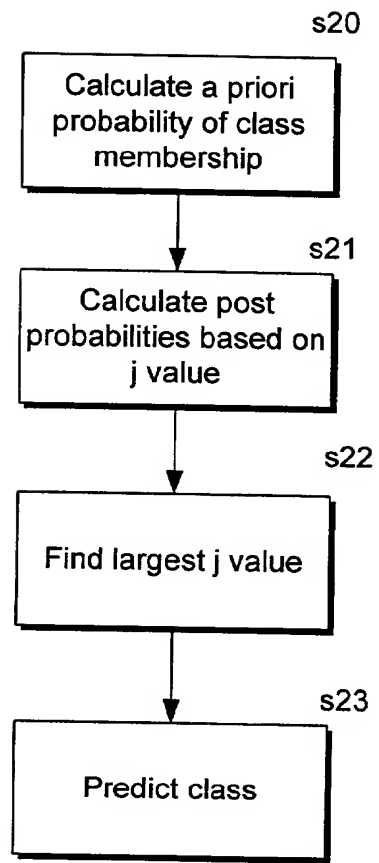 s20
Calculate a priori
probability of class
membership
s21
Calculate post
probabilities based on
j value
s22
Find largest j value
s23
Predict class